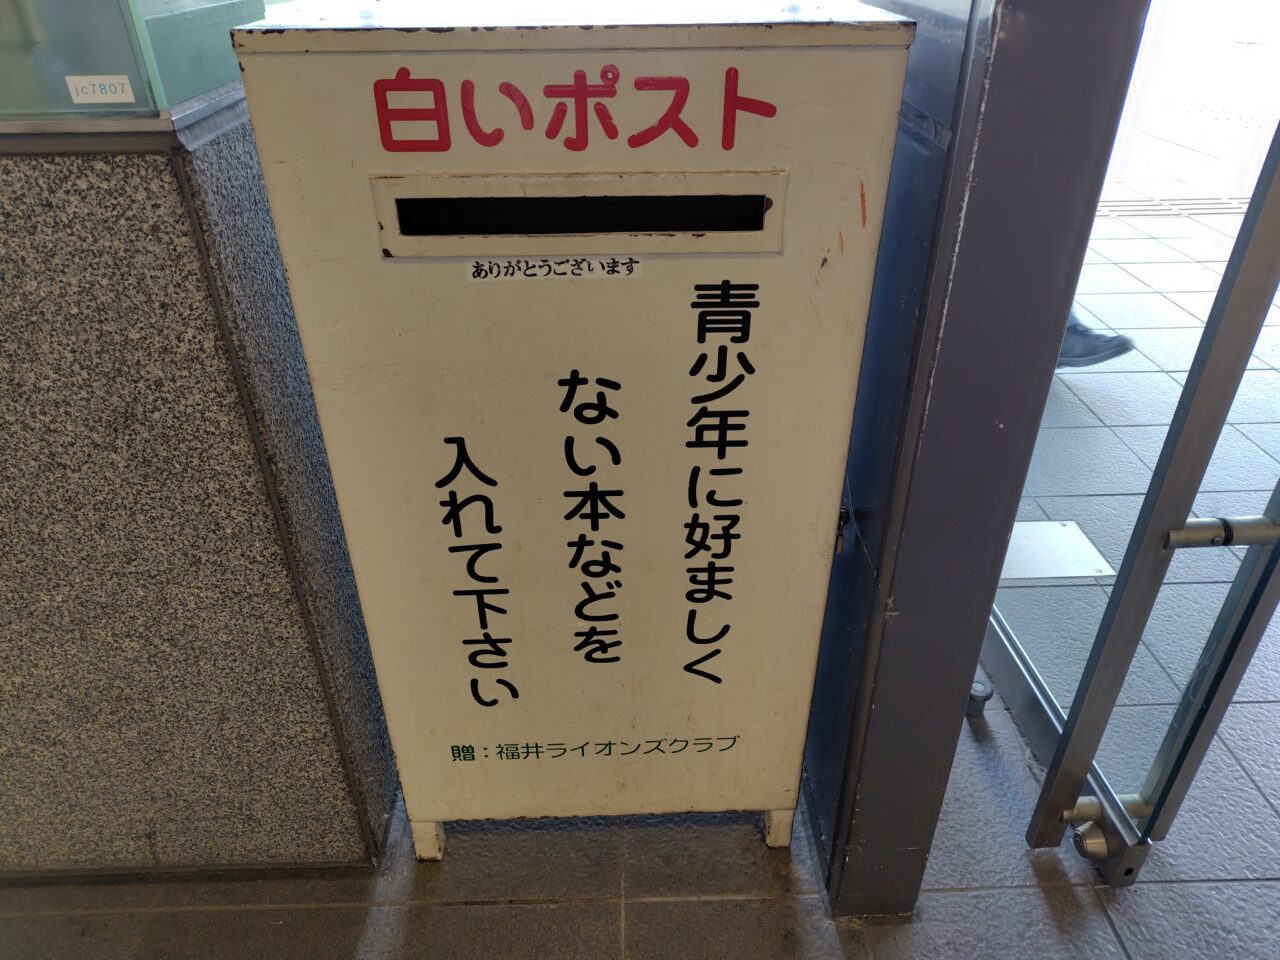 jc7807
白いポスト
ありがとうございます
青少年に好ましく
ない本などを
入れて下さい
贈：福井ライオンズクラブ